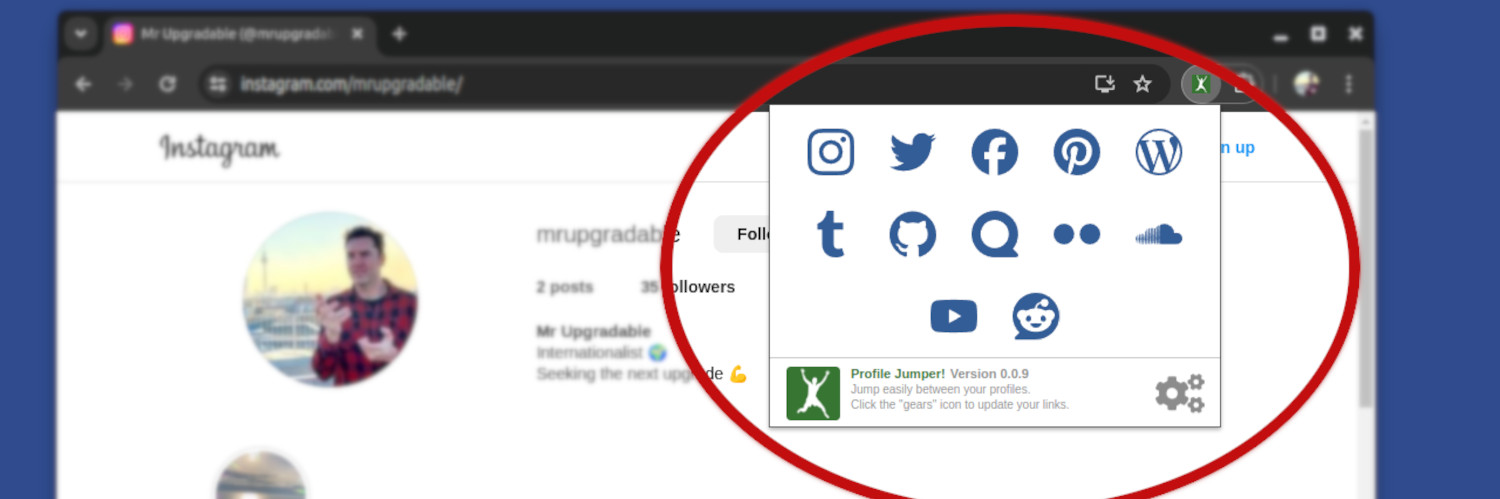 Mr Upgradable (@mrupgradab
instagram.com/mrupgradable/
Instagram
n up
mrupgradable
Follo
2 posts
35 followers
Mr Upgradable
Internationalist 🌍
Seeking the next upgrade 💪
Profile Jumper! Version 0.0.9
Jump easily between your profiles.
Click the "gears" icon to update your links.